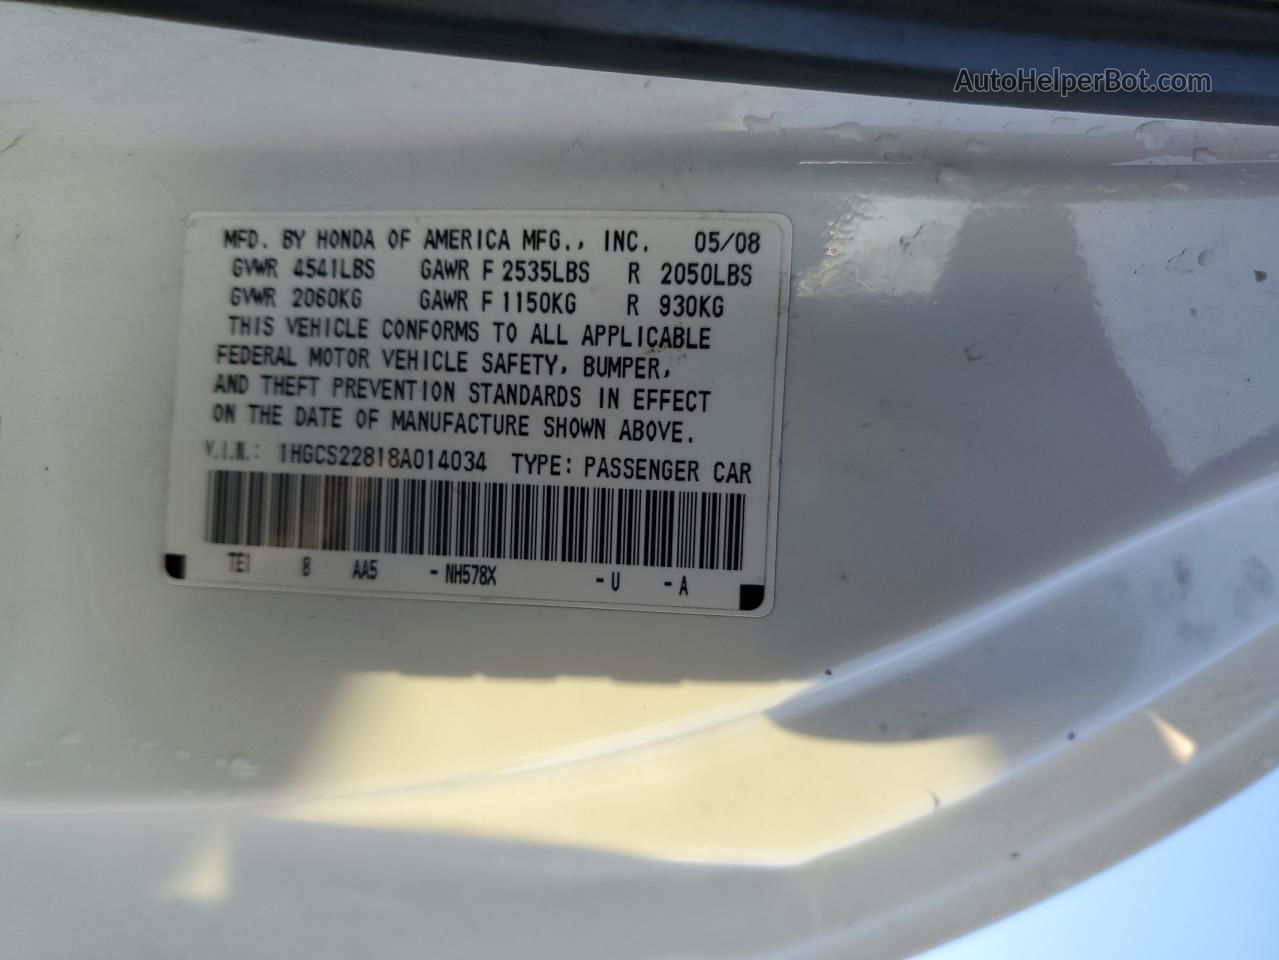 AutoHelperBot.com
MFD. BY HONDA OF AMERICA MFG., INC. 05/08
GVWR 4541LBS GAWR F 2535LBS R 2050LBS
GVWR 2060KG GAWR F 1150KG R 930KG
THIS VEHICLE CONFORMS TO ALL APPLICABLE
FEDERAL MOTOR VEHICLE SAFETY, BUMPER,
AND THEFT PREVENTION STANDARDS IN EFFECT
ON THE DATE OF MANUFACTURE SHOWN ABOVE.
V.I.N.: 1HGCS22818A014034 TYPE: PASSENGER CAR
TE1 8 AA5 - NH578X - U - A